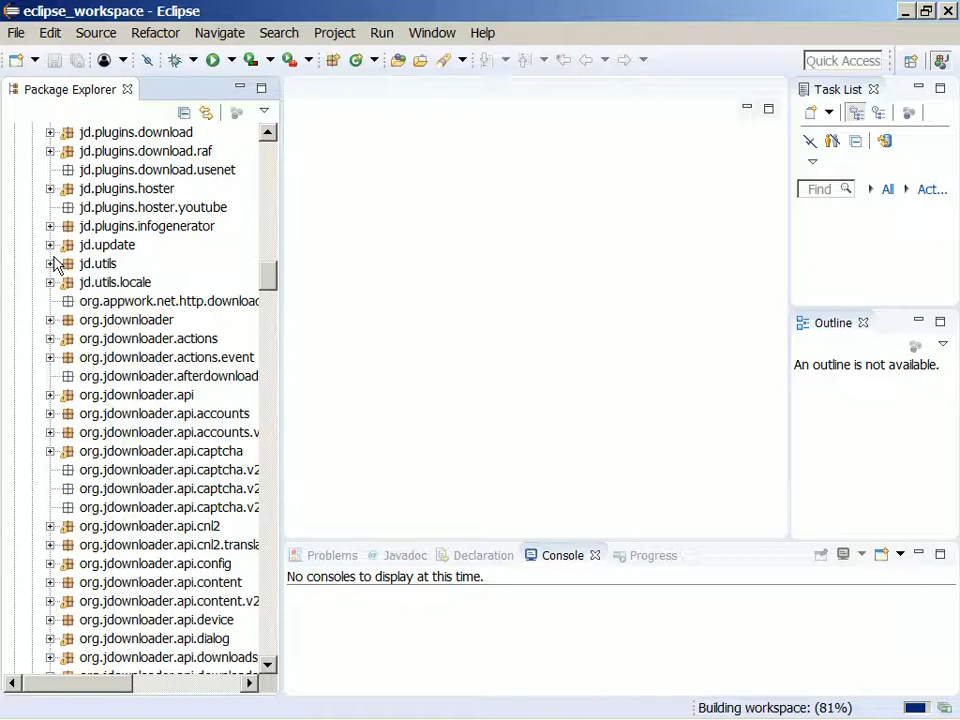 eclipse_workspace - Eclipse
File Edit Source Refactor Navigate Search Project Run Window Help
Quick Access
Package Explorer
Task List
jd.plugins.download
jd.plugins.download.raf
jd.plugins.download.usenet
jd.plugins.hoster
jd.plugins.hoster.youtube
jd.plugins.infogenerator
jd.update
jd.utils
jd.utils.locale
org.appwork.net.http.download
org.jdownloader
org.jdownloader.actions
org.jdownloader.actions.event
org.jdownloader.afterdownload
org.jdownloader.api
org.jdownloader.api.accounts
org.jdownloader.api.accounts.v
org.jdownloader.api.captcha
org.jdownloader.api.captcha.v2
org.jdownloader.api.captcha.v2
org.jdownloader.api.captcha.v2
org.jdownloader.api.cnl2
org.jdownloader.api.cnl2.transla
org.jdownloader.api.config
org.jdownloader.api.content
org.jdownloader.api.content.v2
org.jdownloader.api.device
org.jdownloader.api.dialog
org.jdownloader.api.downloads
Find All Act...
Outline
An outline is not available.
Problems Javadoc Declaration Console Progress
No consoles to display at this time.
Building workspace: (81%)